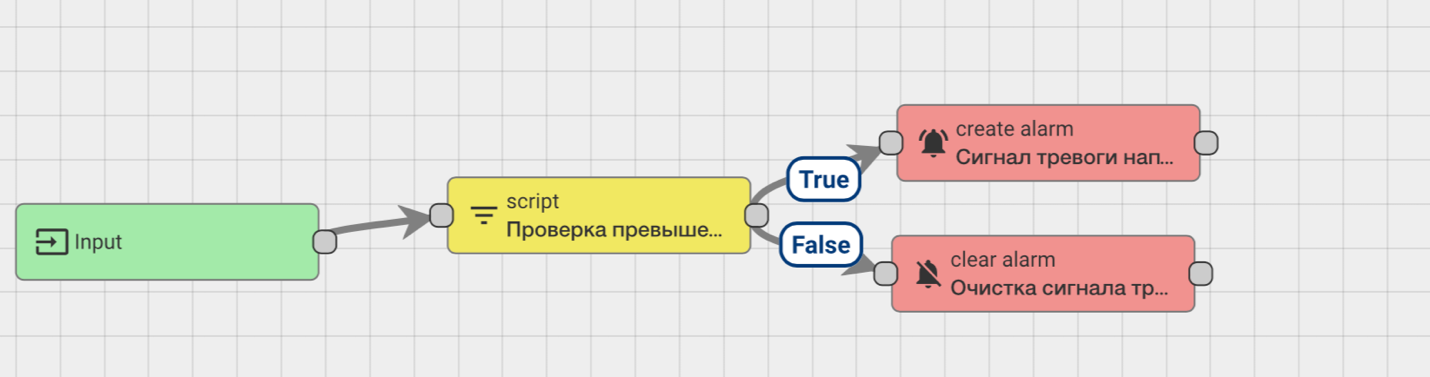 Input
script
Проверка превыше...
True
False
create alarm
Сигнал тревоги нап...
clear alarm
Очистка сигнала тр...